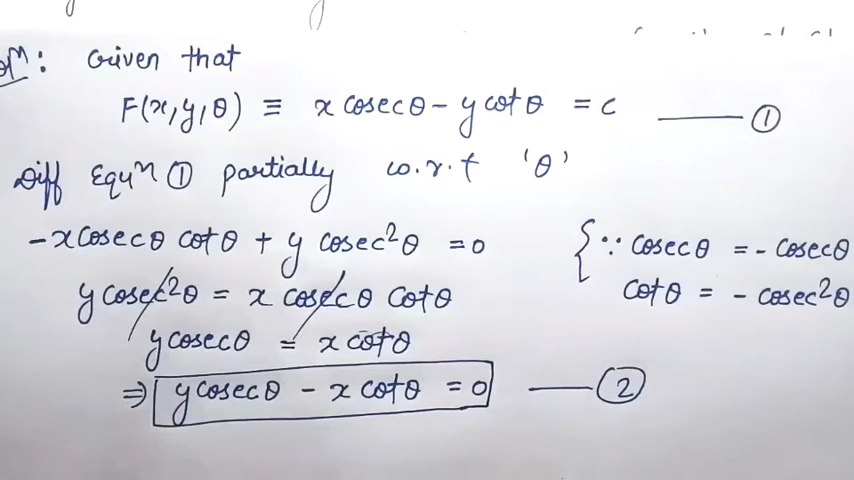 Given that
F(x,y,θ) ≡ x cosecθ - y cotθ = c ——— ①
Diff Equⁿ ① partially w.r.t 'θ'
-x cosecθ cotθ + y cosec²θ = 0 { ∵ cosecθ = - cosecθ
y cosec²θ = x cosecθ cotθ cotθ = - cosec²θ
y cosecθ = x cotθ
⇒ y cosecθ - x cotθ = 0 ——— ②